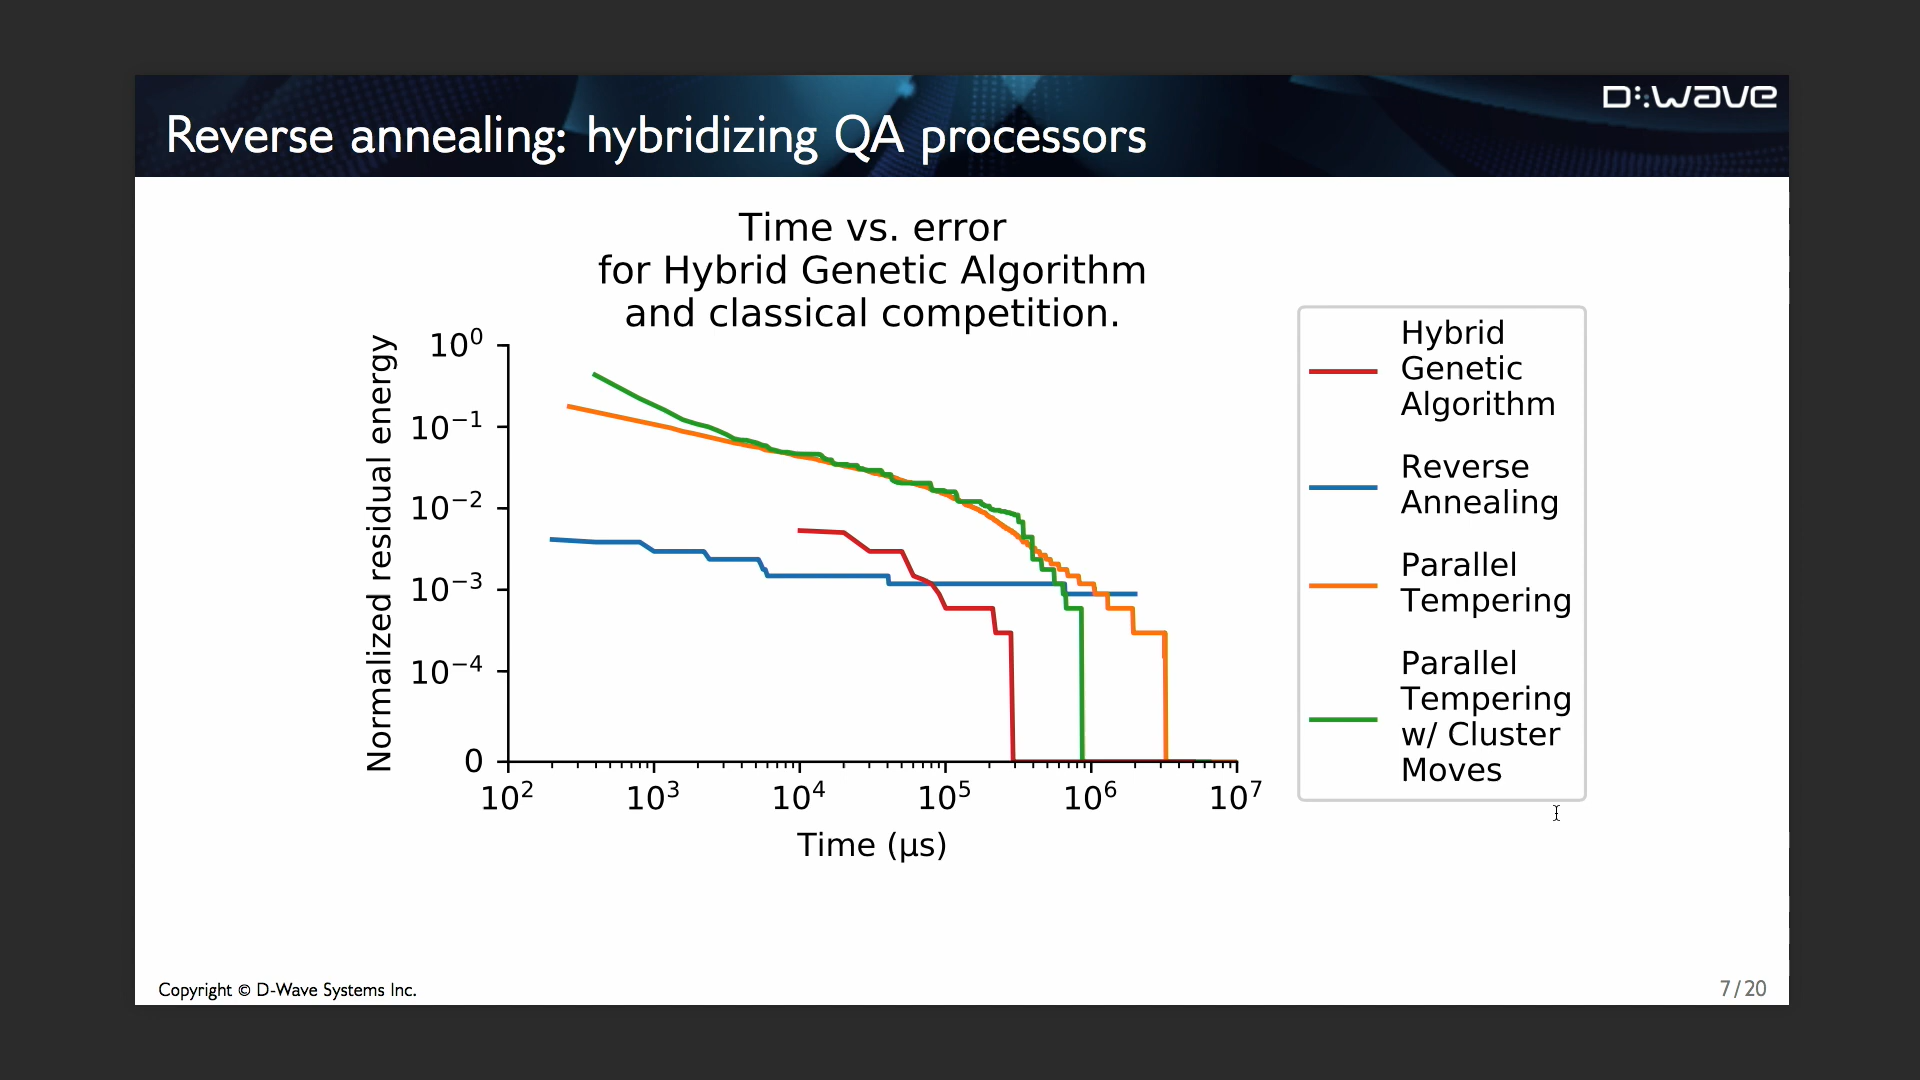 D:Wave
Reverse annealing: hybridizing QA processors
Time vs. error
for Hybrid Genetic Algorithm
and classical competition.
Normalized residual energy
10⁰
10⁻¹
10⁻²
10⁻³
10⁻⁴
0
10² 10³ 10⁴ 10⁵ 10⁶ 10⁷
Time (μs)
Hybrid
Genetic
Algorithm
Reverse
Annealing
Parallel
Tempering
Parallel
Tempering
w/ Cluster
Moves
Copyright © D-Wave Systems Inc.
7/20